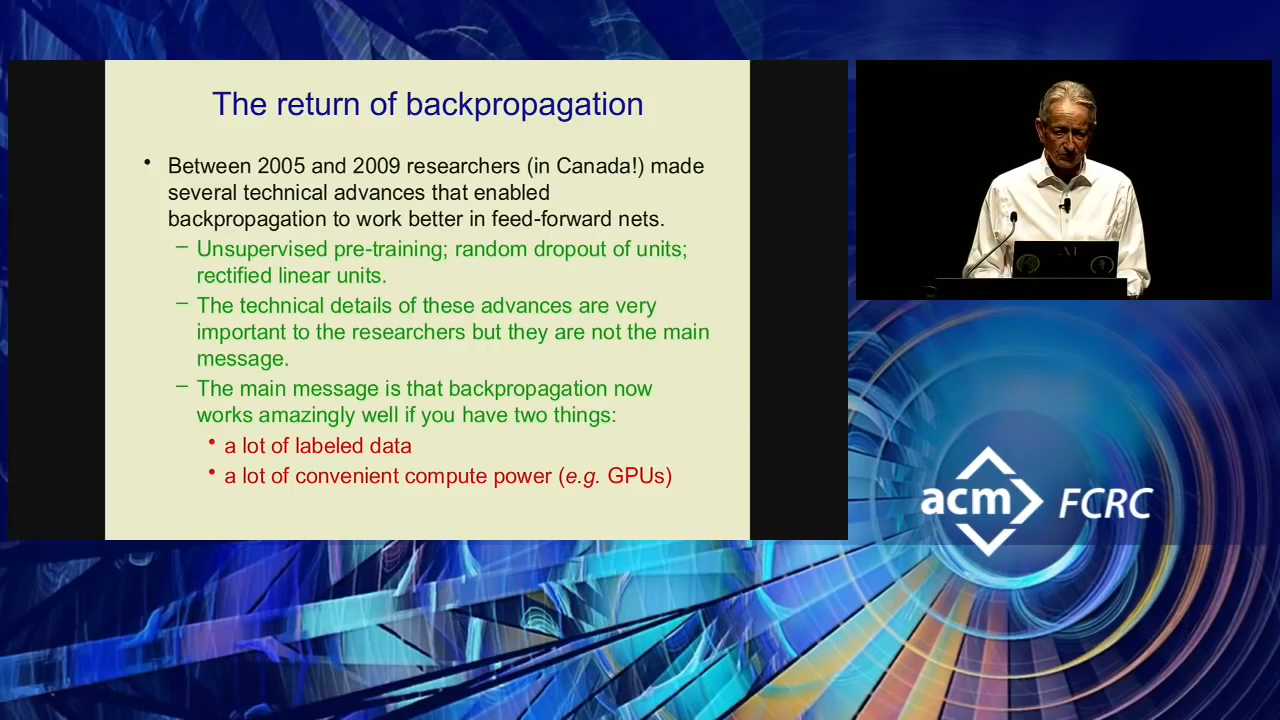 The return of backpropagation
• Between 2005 and 2009 researchers (in Canada!) made
several technical advances that enabled
backpropagation to work better in feed-forward nets.
– Unsupervised pre-training; random dropout of units;
rectified linear units.
– The technical details of these advances are very
important to the researchers but they are not the main
message.
– The main message is that backpropagation now
works amazingly well if you have two things:
• a lot of labeled data
• a lot of convenient compute power (e.g. GPUs)
acm FCRC